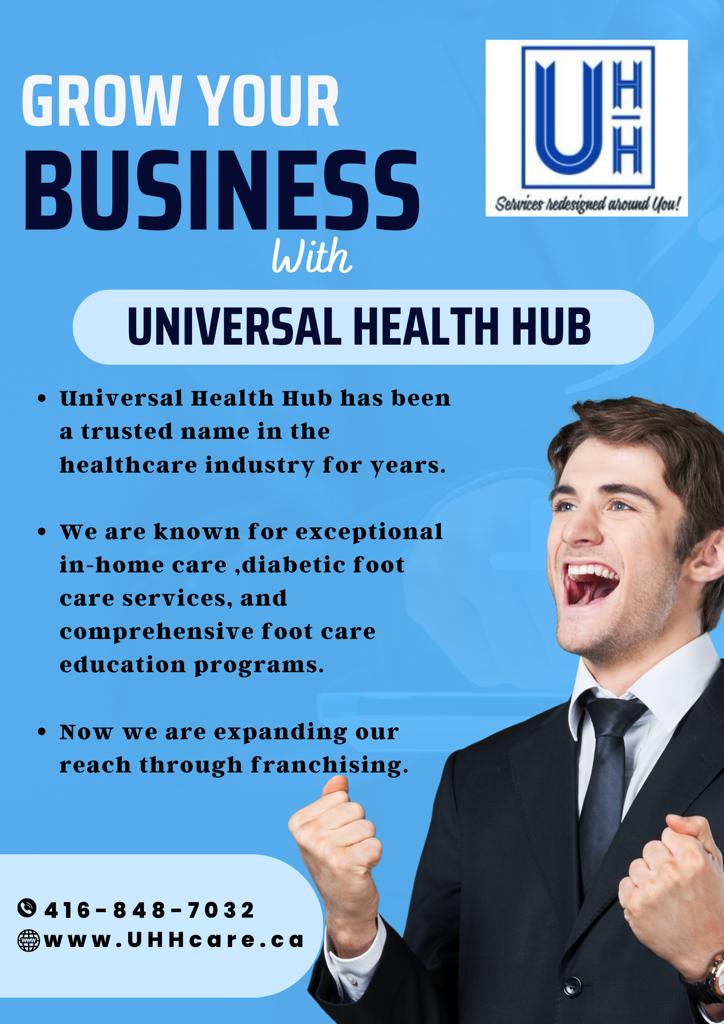 GROW YOUR
BUSINESS
With
UNIVERSAL HEALTH HUB
U H H
Services redesigned around You!
• Universal Health Hub has been
a trusted name in the
healthcare industry for years.
• We are known for exceptional
in-home care ,diabetic foot
care services, and
comprehensive foot care
education programs.
• Now we are expanding our
reach through franchising.
416-848-7032
www.UHHcare.ca